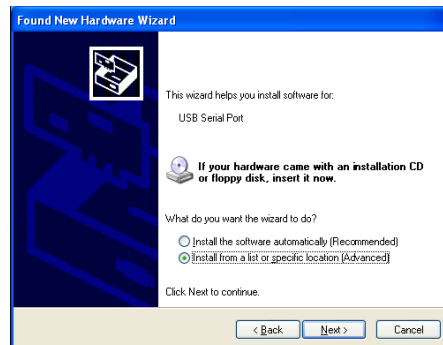 Found New Hardware Wizard
This wizard helps you install software for:
USB Serial Port
If your hardware came with an installation CD
or floppy disk, insert it now.
What do you want the wizard to do?
Install the software automatically (Recommended)
Install from a list or specific location (Advanced)
Click Next to continue.
< Back Next > Cancel